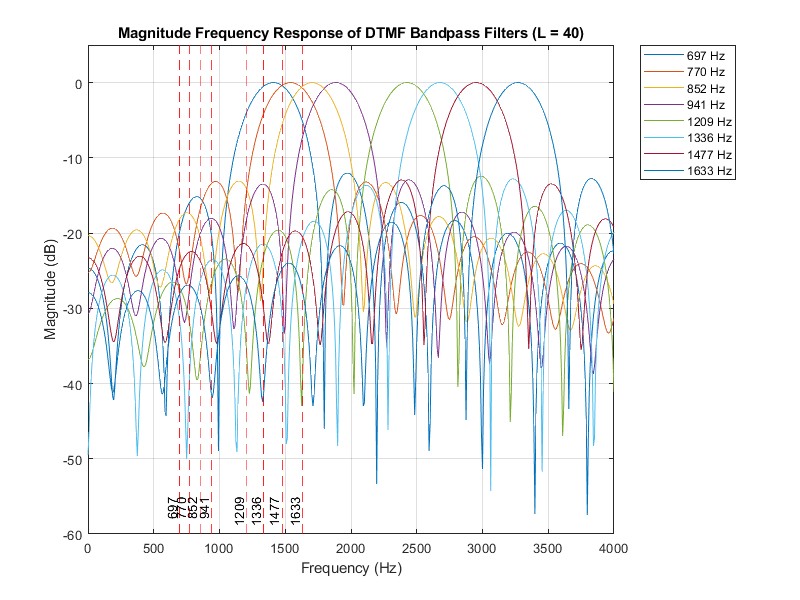 Magnitude Frequency Response of DTMF Bandpass Filters (L = 40)
697 Hz
770 Hz
852 Hz
941 Hz
1209 Hz
1336 Hz
1477 Hz
1633 Hz
0
-10
-20
-30
-40
-50
-60
Magnitude (dB)
697
770
852
941
1209
1336
1477
1633
0
500
1000
1500
2000
2500
3000
3500
4000
Frequency (Hz)